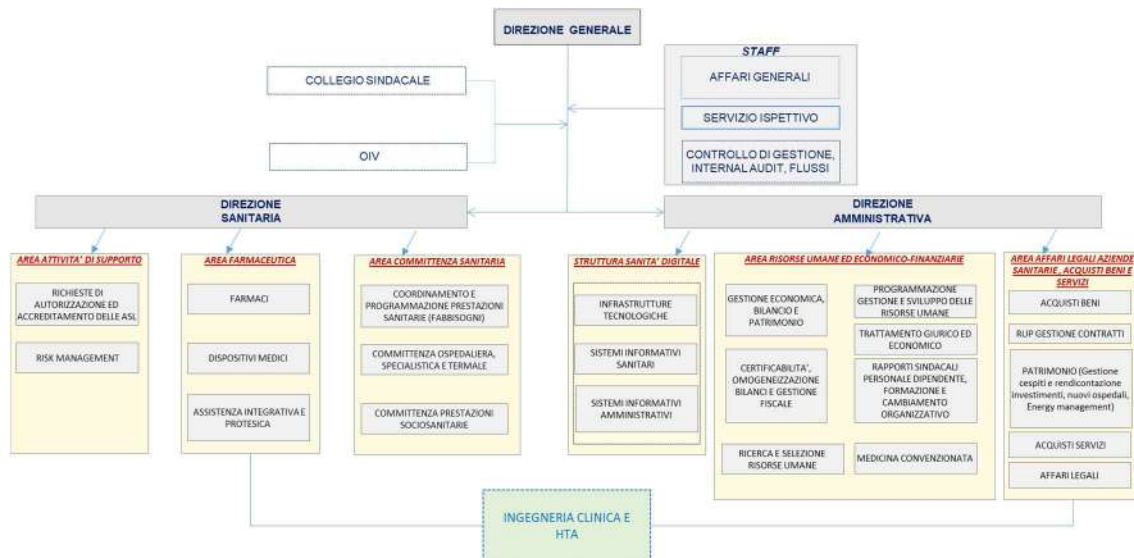 DIREZIONE GENERALE
STAFF
AFFARI GENERALI
SERVIZIO ISPETTIVO
CONTROLLO DI GESTIONE,
INTERNAL AUDIT, FLUSSI
COLLEGIO SINDACALE
OIV
DIREZIONE
SANITARIA
DIREZIONE
AMMINISTRATIVA
AREA ATTIVITA' DI SUPPORTO
RICHIESTE DI
AUTORIZZAZIONE ED
ACCREDITAMENTO DELLE ASL
RISK MANAGEMENT
AREA FARMACEUTICA
FARMACI
DISPOSITIVI MEDICI
ASSISTENZA INTEGRATIVA E
PROTESICA
AREA COMMITTENZA SANITARIA
COORDINAMENTO E
PROGRAMMAZIONE PRESTAZIONI
SANITARIE (FABBISOGNI)
COMMITTENZA OSPEDALIERA,
SPECIALISTICA E TERMALE
COMMITTENZA PRESTAZIONI
SOCIOSANITARIE
STRUTTURA SANITA' DIGITALE
INFRASTRUTTURE
TECNOLOGICHE
SISTEMI INFORMATIVI
SANITARI
SISTEMI INFORMATIVI
AMMINISTRATIVI
AREA RISORSE UMANE ED ECONOMICO-FINANZIARIE
GESTIONE ECONOMICA,
BILANCIO E
PATRIMONIO
CERTIFICABILITA',
OMOGENEIZZAZIONE
BILANCI E GESTIONE
FISCALE
RICERCA E SELEZIONE
RISORSE UMANE
PROGRAMMAZIONE
GESTIONE E SVILUPPO DELLE
RISORSE UMANE
TRATTAMENTO GIURICO ED
ECONOMICO
RAPPORTI SINDACALI
PERSONALE DIPENDENTE,
FORMAZIONE E
CAMBIAMENTO
ORGANIZZATIVO
MEDICINA CONVENZIONATA
AREA AFFARI LEGALI AZIENDE
SANITARIE, ACQUISTI BENI E
SERVIZI
ACQUISTI BENI
RUP GESTIONE CONTRATTI
PATRIMONIO (Gestione
cespiti e rendicontazione
investimenti, nuovi ospedali,
Energy management)
ACQUISTI SERVIZI
AFFARI LEGALI
INGEGNERIA CLINICA E
HTA